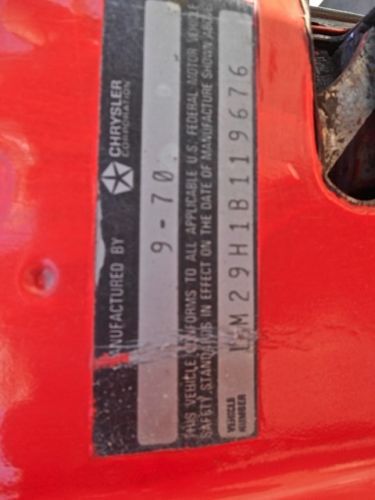 MANUFACTURED BY CHRYSLER CORPORATION
9-70
THIS VEHICLE CONFORMS TO ALL APPLICABLE U.S. FEDERAL MOTOR VEHICLE
SAFETY STANDARDS IN EFFECT ON THE DATE OF MANUFACTURE SHOWN ABOVE
VEHICLE NUMBER M29H1B119676